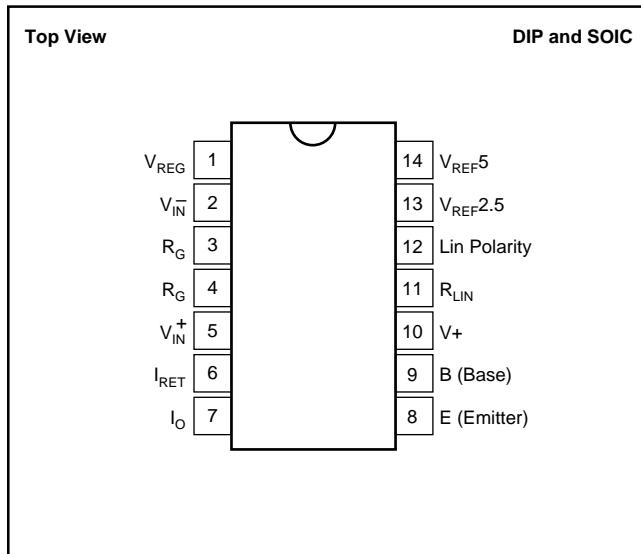 Top View DIP and SOIC
V_REG 1 14 V_REF5
V_IN^– 2 13 V_REF2.5
R_G 3 12 Lin Polarity
R_G 4 11 R_LIN
V_IN^+ 5 10 V+
I_RET 6 9 B (Base)
I_O 7 8 E (Emitter)